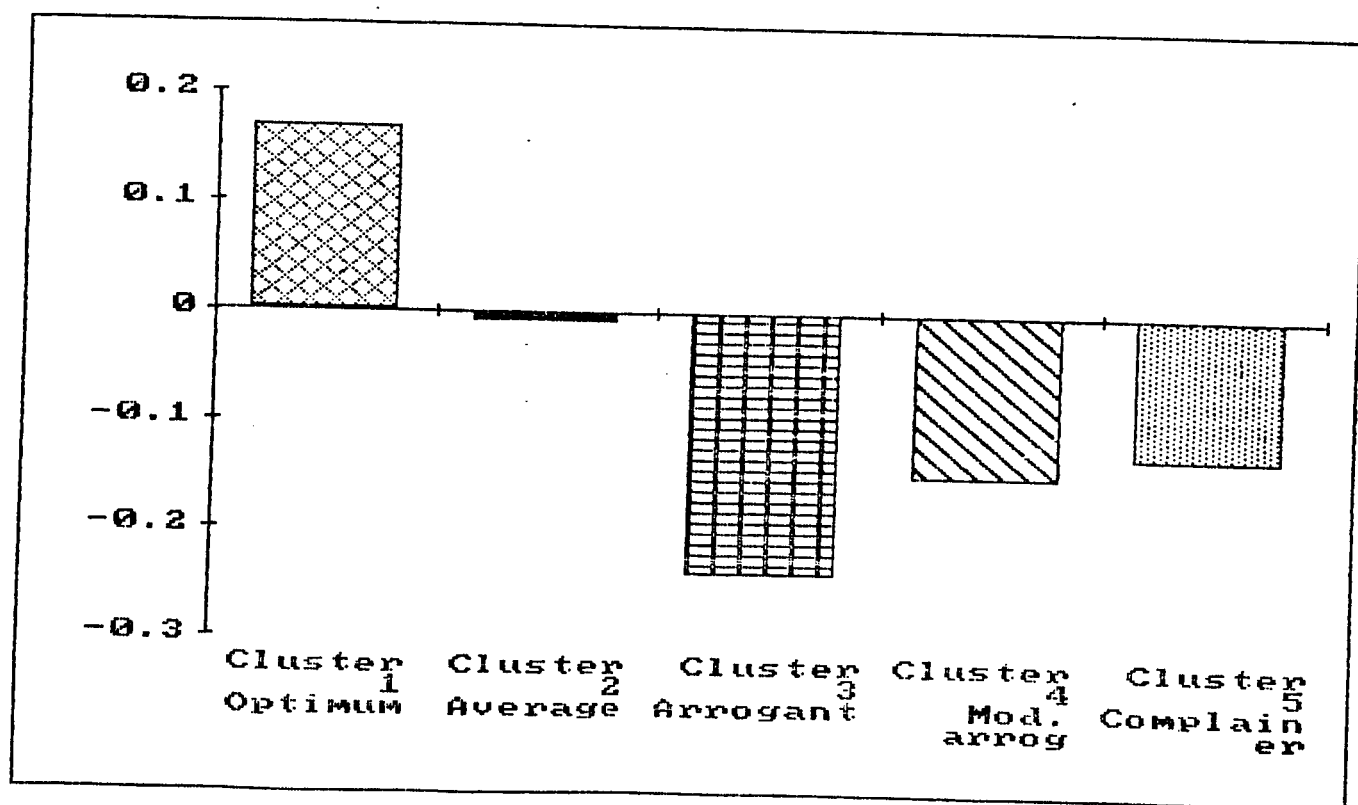 0.2
0.1
0
-0.1
-0.2
-0.3
Cluster
1
Optimum
Cluster
2
Average
Cluster
3
Arrogant
Cluster
4
Mod.
arrog
Cluster
5
Complain
er